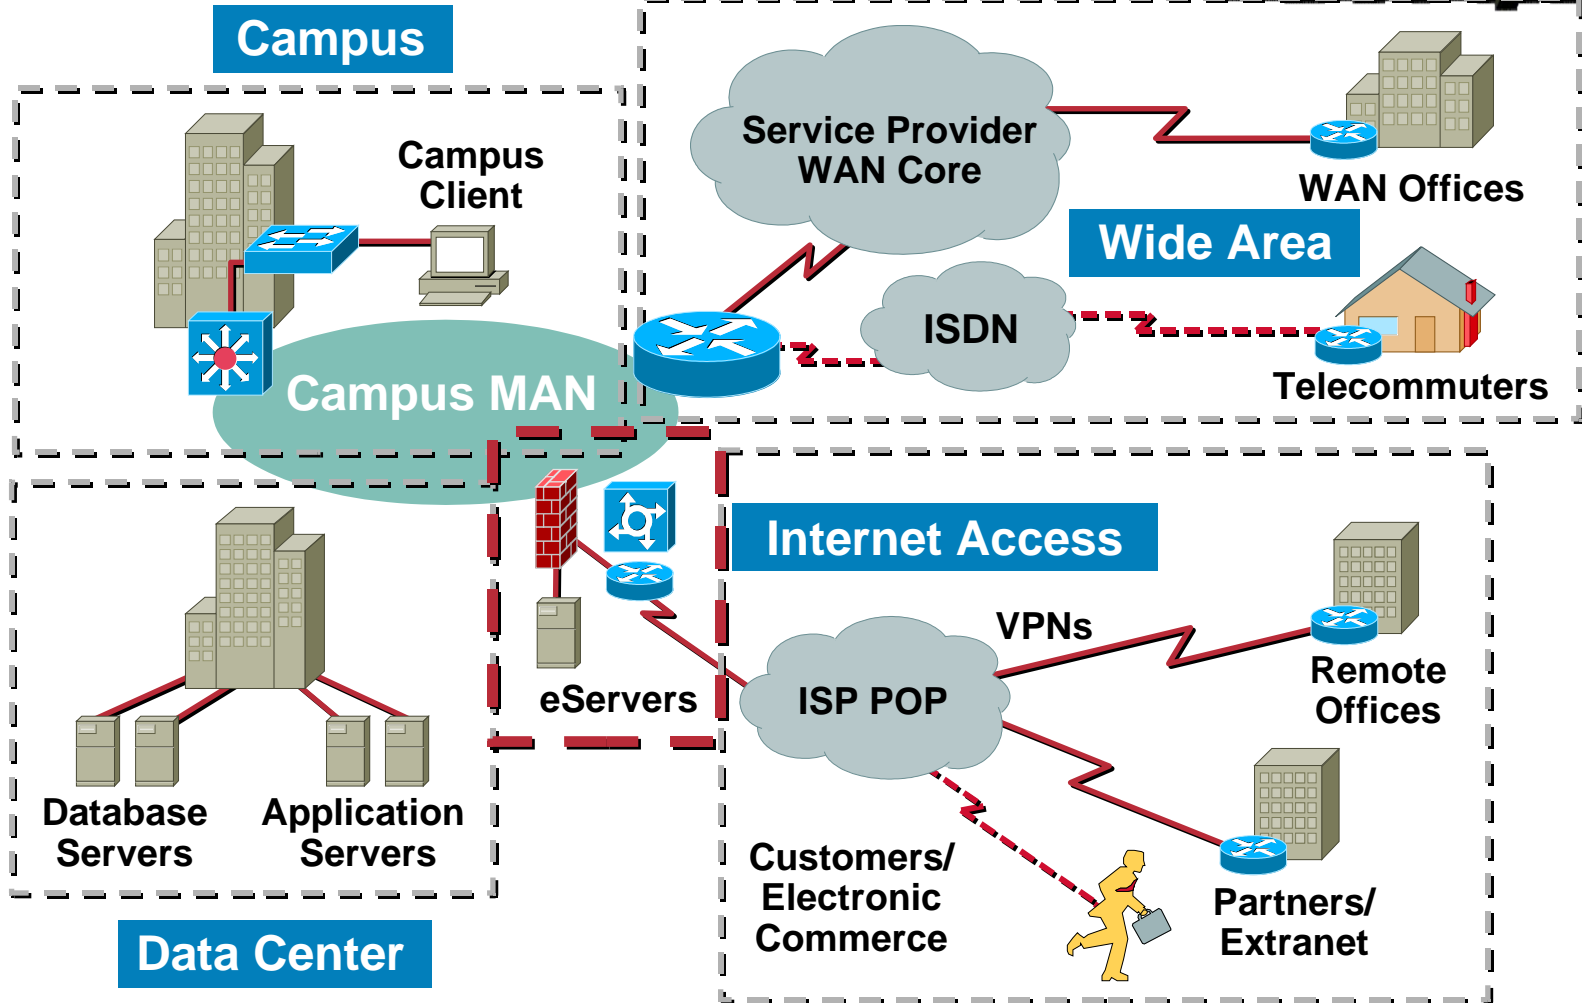 Campus
Campus
Client
Service Provider
WAN Core
WAN Offices
Wide Area
ISDN
Telecommuters
Campus MAN
Internet Access
VPNs
Remote
Offices
ISP POP
eServers
Database
Servers
Application
Servers
Customers/
Electronic
Commerce
Partners/
Extranet
Data Center